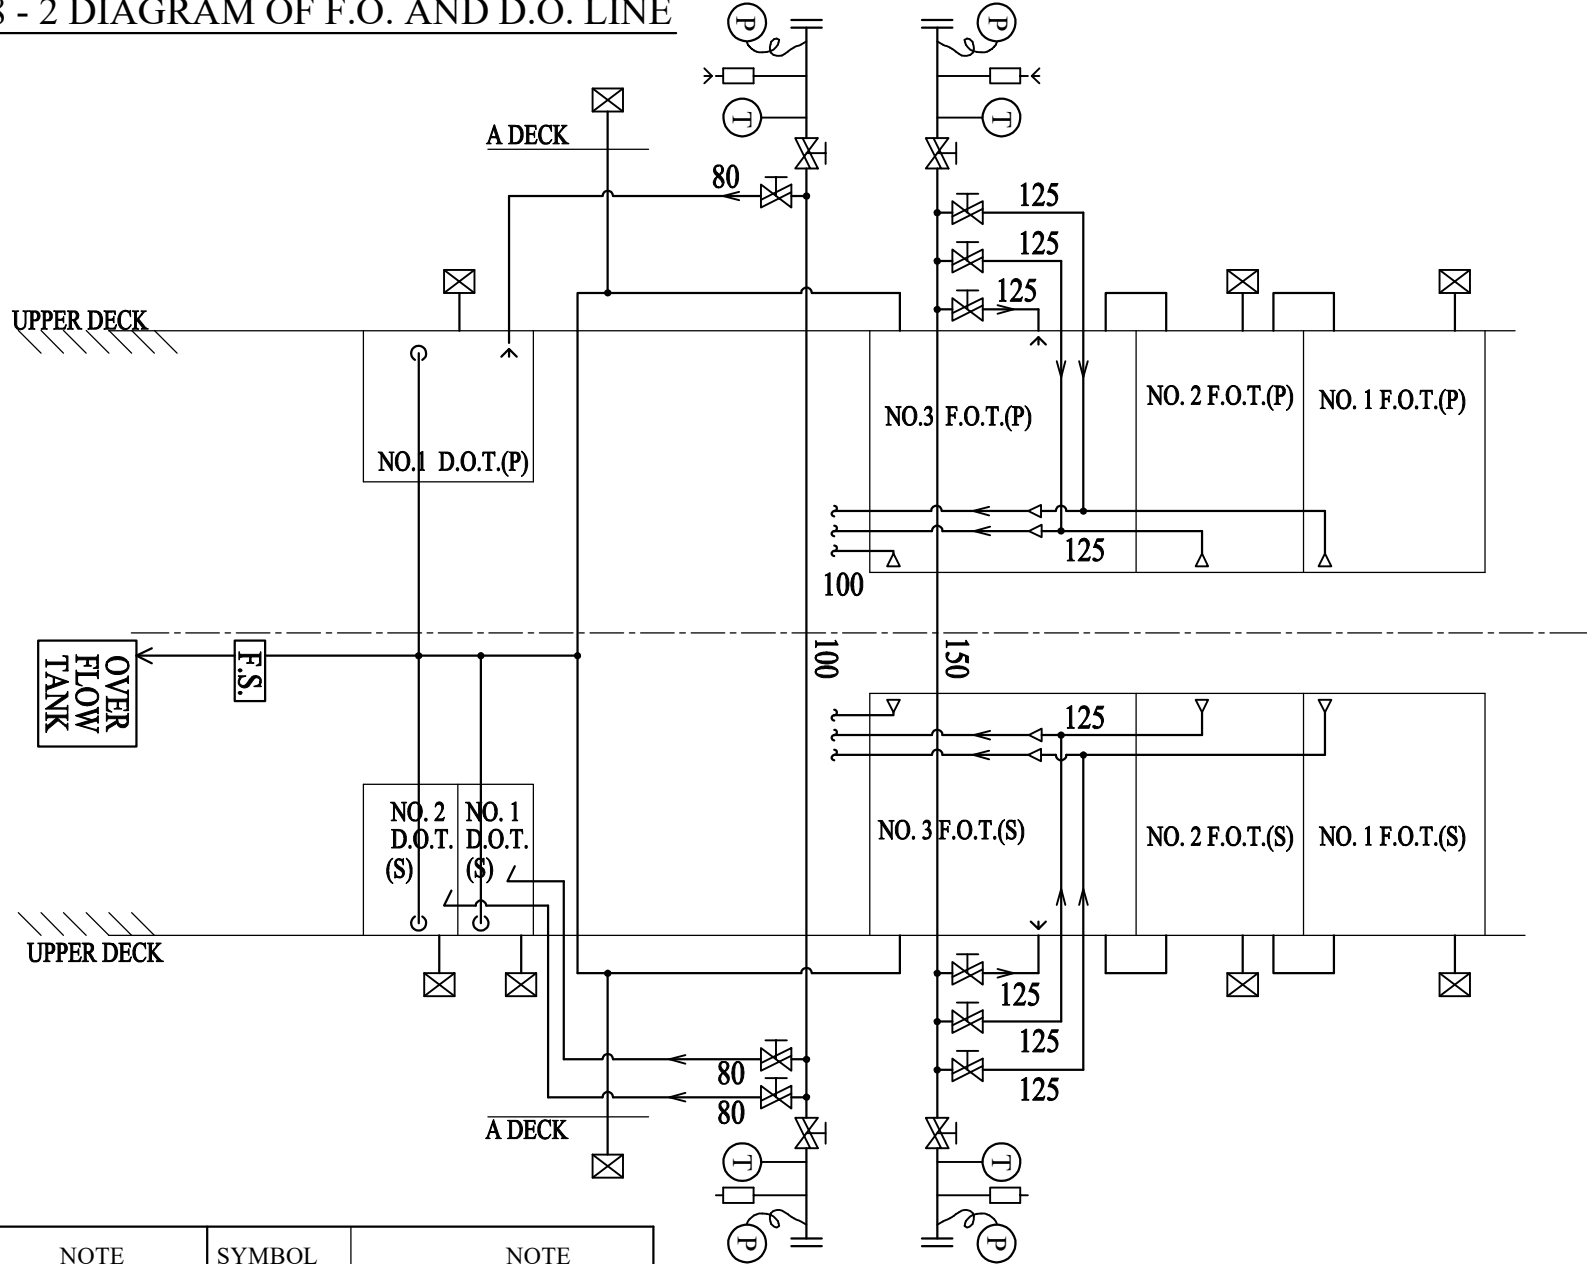 8 - 2 DIAGRAM OF F.O. AND D.O. LINE
P
P
T
T
A DECK
80
125
125
125
UPPER DECK
NO. 2 F.O.T.(P)
NO. 1 F.O.T.(P)
NO.3 F.O.T.(P)
NO.1 D.O.T.(P)
125
100
100
150
OVER
FLOW
TANK
F.S.
125
NO. 2
D.O.T.
(S)
NO. 1
D.O.T.
(S)
NO. 3 F.O.T.(S)
NO. 2 F.O.T.(S)
NO. 1 F.O.T.(S)
UPPER DECK
125
125
80
125
80
A DECK
T
T
P
P
NOTE
SYMBOL
NOTE